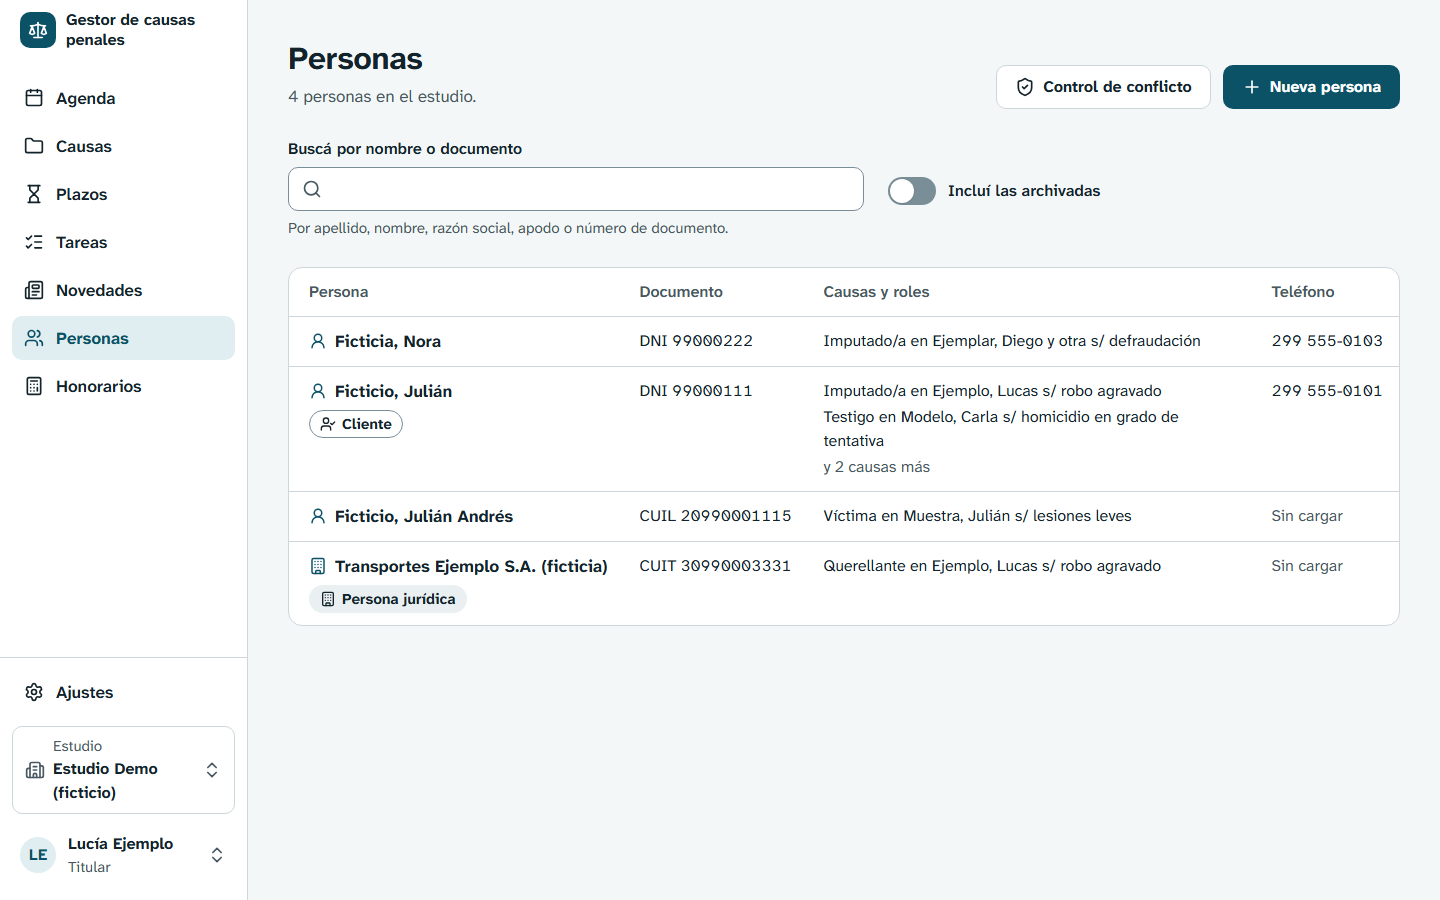 Gestor de causas
penales
Agenda
Causas
Plazos
Tareas
Novedades
Personas
Honorarios
Ajustes
Estudio
Estudio Demo
(ficticio)
LE
Lucía Ejemplo
Titular
Personas
4 personas en el estudio.
Control de conflicto
Nueva persona
Buscá por nombre o documento
Incluí las archivadas
Por apellido, nombre, razón social, apodo o número de documento.
Persona Documento Causas y roles Teléfono
Ficticia, Nora DNI 99000222 Imputado/a en Ejemplar, Diego y otra s/ defraudación 299 555-0103
Ficticio, Julián DNI 99000111 Imputado/a en Ejemplo, Lucas s/ robo agravado 299 555-0101
Cliente Testigo en Modelo, Carla s/ homicidio en grado de
tentativa
y 2 causas más
Ficticio, Julián Andrés CUIL 20990001115 Víctima en Muestra, Julián s/ lesiones leves Sin cargar
Transportes Ejemplo S.A. (ficticia) CUIT 30990003331 Querellante en Ejemplo, Lucas s/ robo agravado Sin cargar
Persona jurídica